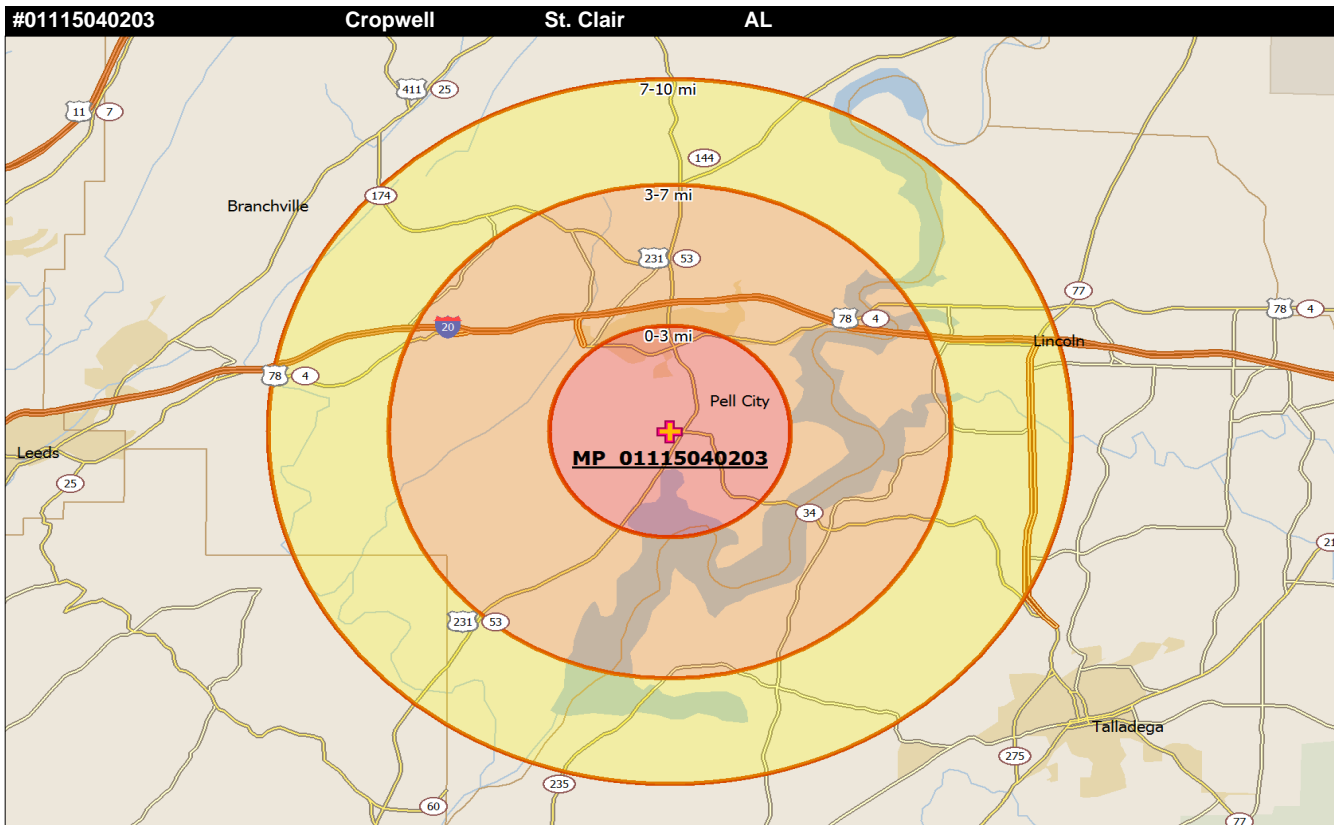 #01115040203 Cropwell St. Clair AL
7-10 mi
411 25
11 7
144
174
3-7 mi
Branchville
231 53
77
78 4
78 4
20
0-3 mi
Lincoln
78 4
Pell City
Leeds
MP 01115040203
25
34
21
231 53
Talladega
275
235
60
77